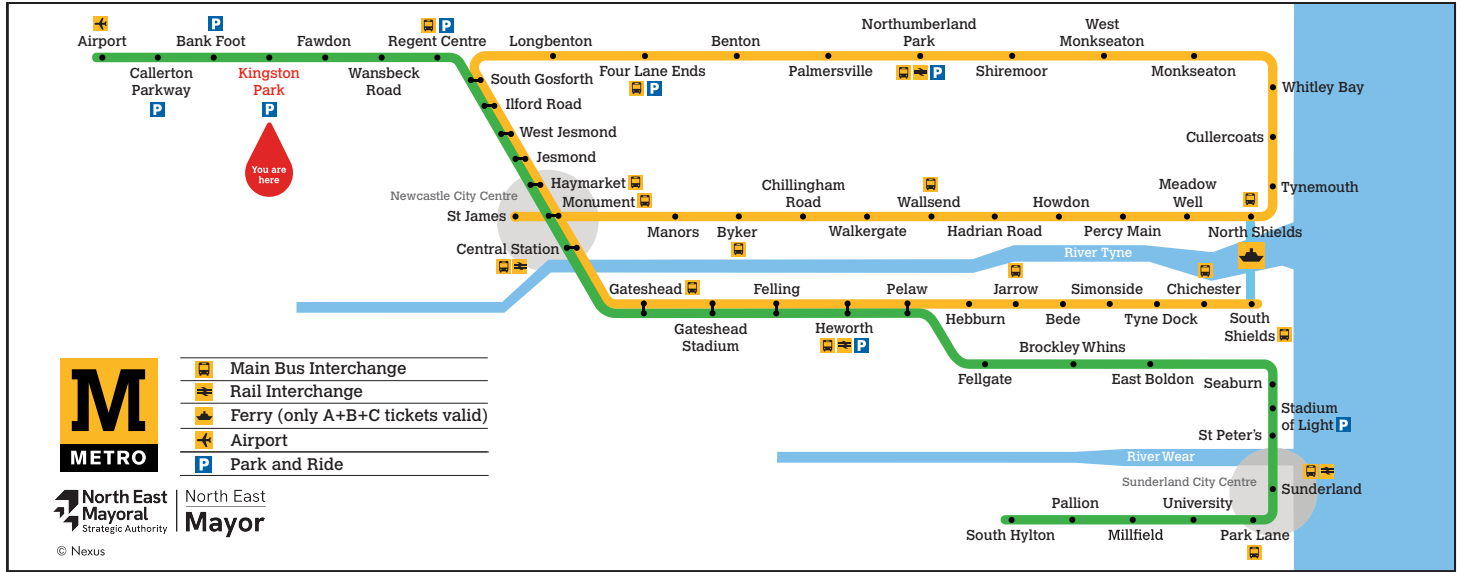 Airport
Bank Foot
Fawdon
Regent Centre
P
P
Callerton
Parkway
P
Kingston
Park
P
Wansbeck
Road
You are
here
Longbenton
Benton
Northumberland
Park
West
Monkseaton
Four Lane Ends
P
Palmersville
P
Shiremoor
Monkseaton
South Gosforth
Ilford Road
West Jesmond
Jesmond
Haymarket
Monument
Newcastle City Centre
St James
Central Station
Whitley Bay
Cullercoats
Tynemouth
Chillingham
Road
Wallsend
Howdon
Meadow
Well
Manors
Byker
Walkergate
Hadrian Road
Percy Main
North Shields
River Tyne
Gateshead
Felling
Pelaw
Jarrow
Simonside
Chichester
Gateshead
Stadium
Heworth
P
Hebburn
Bede
Tyne Dock
South
Shields
Brockley Whins
Fellgate
East Boldon
Seaburn
Stadium
of Light P
St Peter's
River Wear
Sunderland City Centre
Sunderland
Pallion
University
South Hylton
Millfield
Park Lane
M
METRO
Main Bus Interchange
Rail Interchange
Ferry (only A+B+C tickets valid)
Airport
P Park and Ride
North East
Mayoral
Strategic Authority
North East
Mayor
© Nexus